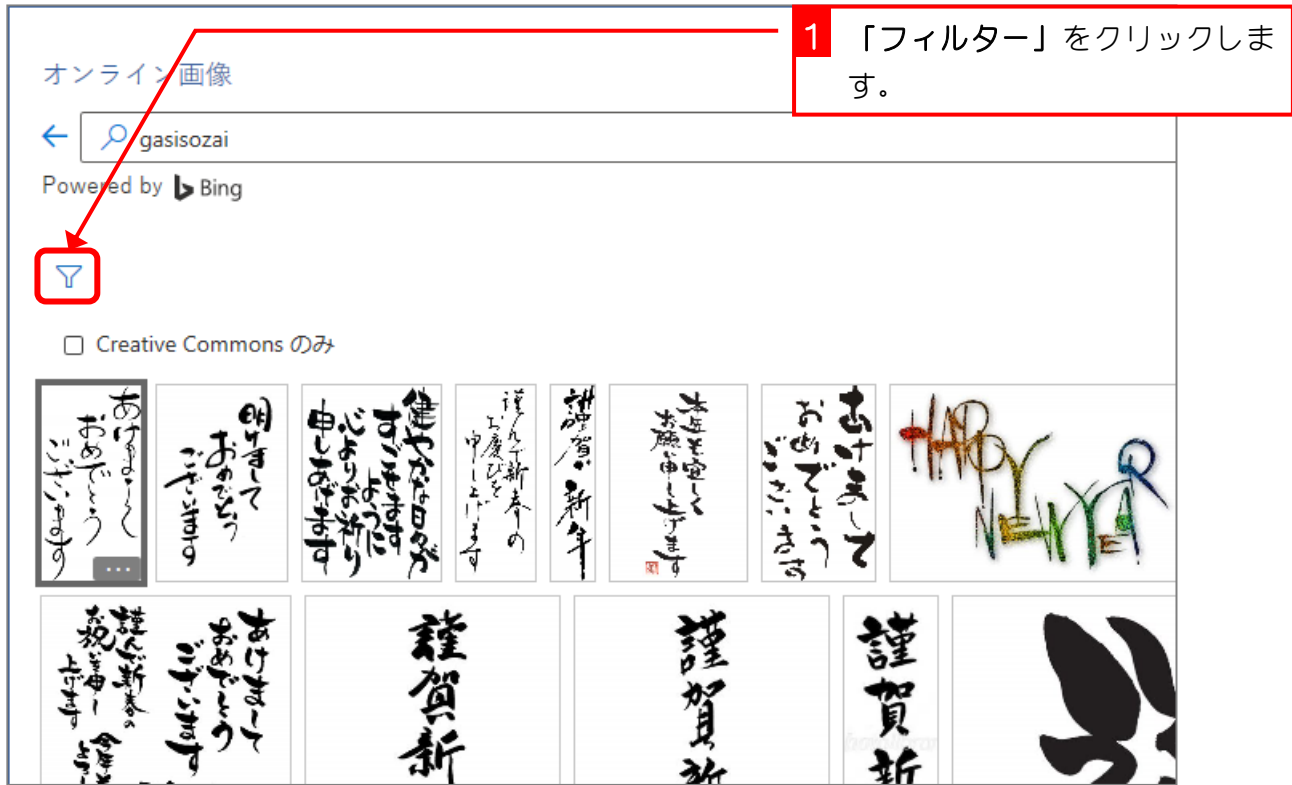 1 「フィルター」をクリックしま
す。
オンライン画像
gasisozai
Powered by Bing
Creative Commons のみ
あけまして
おめでとう
ございます
明けまして
おめでとう
ございます
健やかな日々が
すごせます
ように
心よりお祈り
申しあげます
謹んで新春の
お慶びを
申し上げます
謹賀新年
本年も宜しく
お願い申し上げます
あけまして
おめでとう
ございます
HAPPY
NEW YEAR
あけまして
おめでとう
ございます
謹んで新春の
お祝い申し
上げます
謹賀新
謹賀新
謹賀新